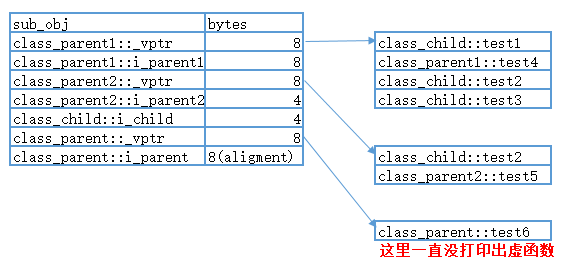 sub_obj bytes
class_parent1::_vptr 8
class_parent1::i_parent1 8
class_parent2::_vptr 8
class_parent2::i_parent2 4
class_child::i_child 4
class_parent::_vptr 8
class_parent::i_parent 8(aligment)
class_child::test1
class_parent1::test4
class_child::test2
class_child::test3
class_child::test2
class_parent2::test5
class_parent::test6
这里一直没打印出虚函数